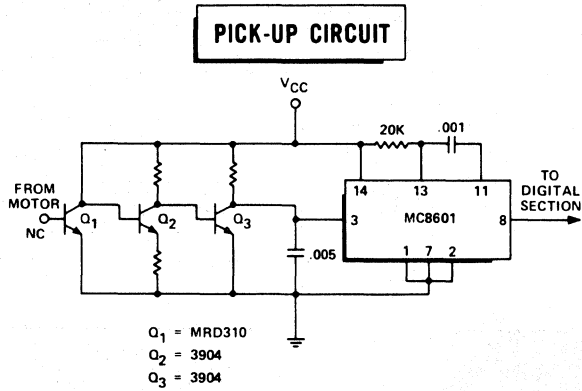 PICK-UP CIRCUIT
VCC
20K
.001
FROM
MOTOR
NC
Q1
Q2
Q3
14
13
11
3
MC8601
8
TO
DIGITAL
SECTION
.005
1
7
2
Q1 = MRD310
Q2 = 3904
Q3 = 3904